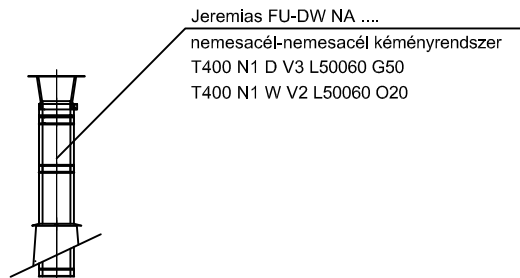 Jeremias FU-DW NA ....
nemesacél-nemesacél kéményrendszer
T400 N1 D V3 L50060 G50
T400 N1 W V2 L50060 O20